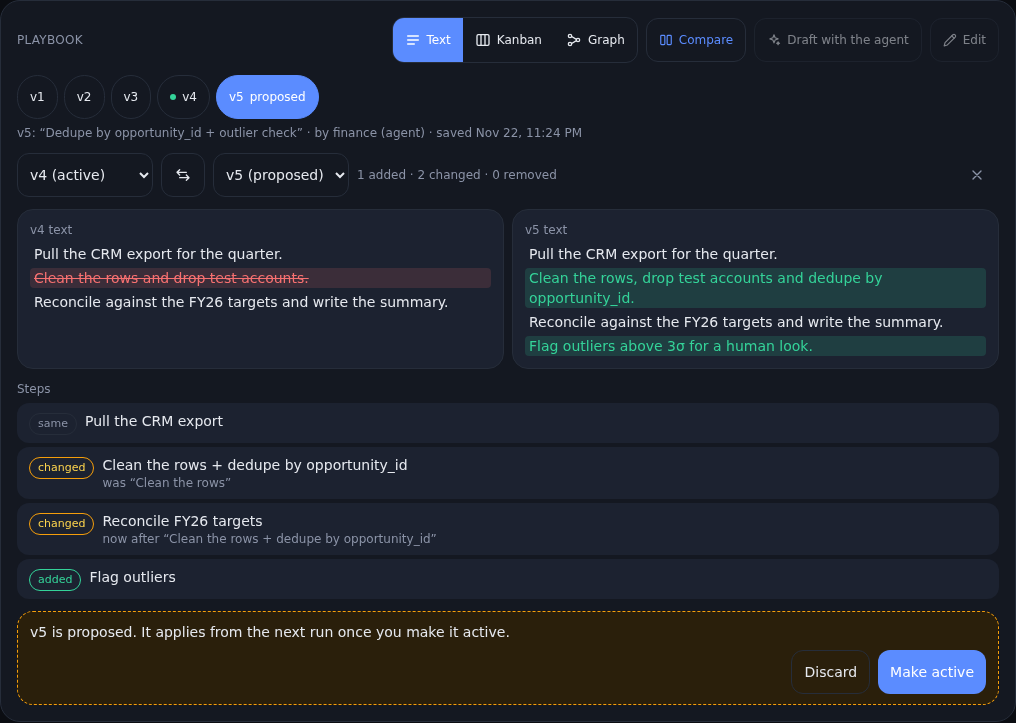 PLAYBOOK
Text
Kanban
Graph
Compare
Draft with the agent
Edit
v1
v2
v3
v4
v5 proposed
v5: “Dedupe by opportunity_id + outlier check” · by finance (agent) · saved Nov 22, 11:24 PM
v4 (active)
v5 (proposed)
1 added · 2 changed · 0 removed
v4 text
Pull the CRM export for the quarter.
Clean the rows and drop test accounts.
Reconcile against the FY26 targets and write the summary.
v5 text
Pull the CRM export for the quarter.
Clean the rows, drop test accounts and dedupe by
opportunity_id.
Reconcile against the FY26 targets and write the summary.
Flag outliers above 3σ for a human look.
Steps
same Pull the CRM export
changed Clean the rows + dedupe by opportunity_id
was “Clean the rows”
changed Reconcile FY26 targets
now after “Clean the rows + dedupe by opportunity_id”
added Flag outliers
v5 is proposed. It applies from the next run once you make it active.
Discard
Make active